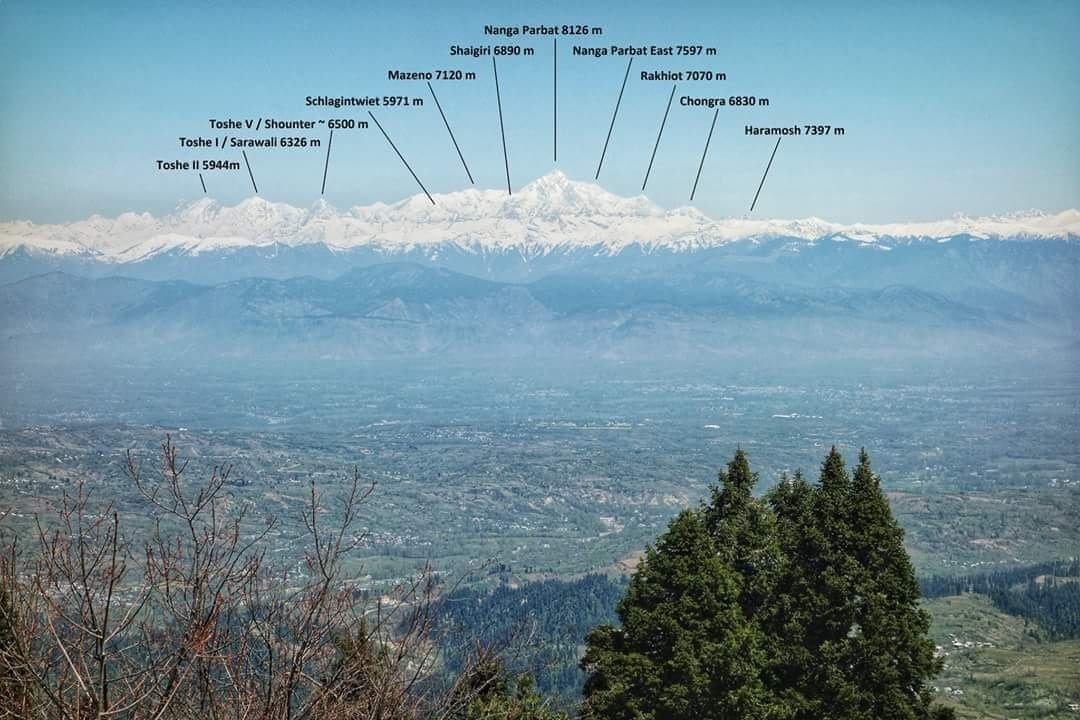 Nanga Parbat 8126 m
Shaigiri 6890 m
Nanga Parbat East 7597 m
Mazeno 7120 m
Rakhiot 7070 m
Schlagintwiet 5971 m
Chongra 6830 m
Toshe V / Shounter ~ 6500 m
Haramosh 7397 m
Toshe I / Sarawali 6326 m
Toshe II 5944m